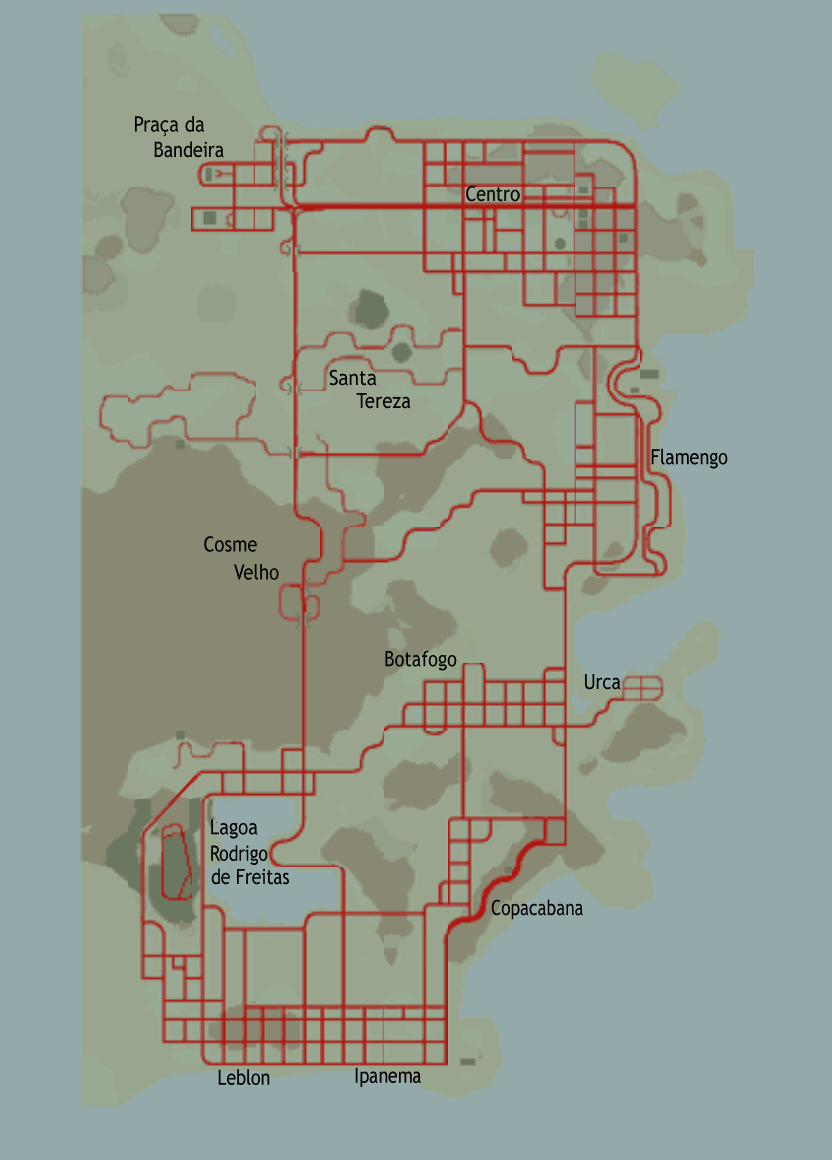 Praça da
Bandeira
Centro
Santa
Tereza
Flamengo
Cosme
Velho
Botafogo
Urca
Lagoa
Rodrigo
de Freitas
Copacabana
Leblon
Ipanema